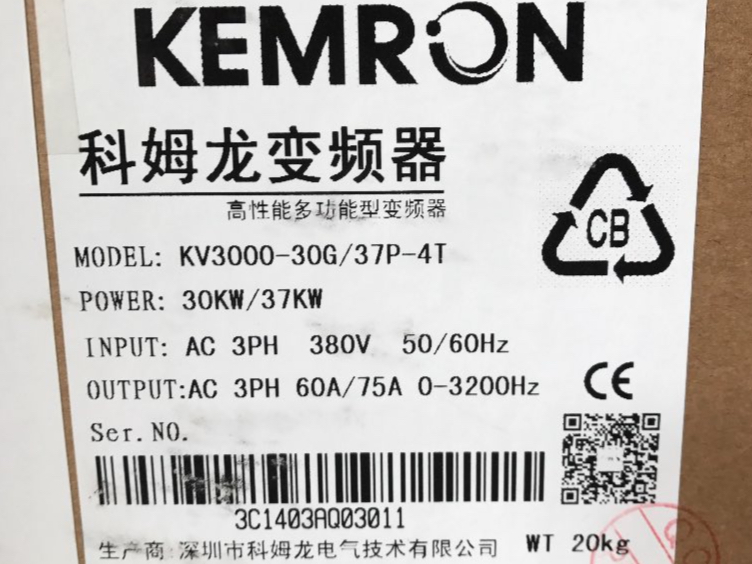 KEMRON
科姆龙变频器
高性能多功能型变频器
CB
MODEL: KV3000-30G/37P-4T
POWER: 30KW/37KW
INPUT: AC 3PH 380V 50/60Hz
OUTPUT:AC 3PH 60A/75A 0-3200Hz
CE
Ser.NO.
3C1403AQ03011
生产商:深圳市科姆龙电气技术有限公司 WT 20kg